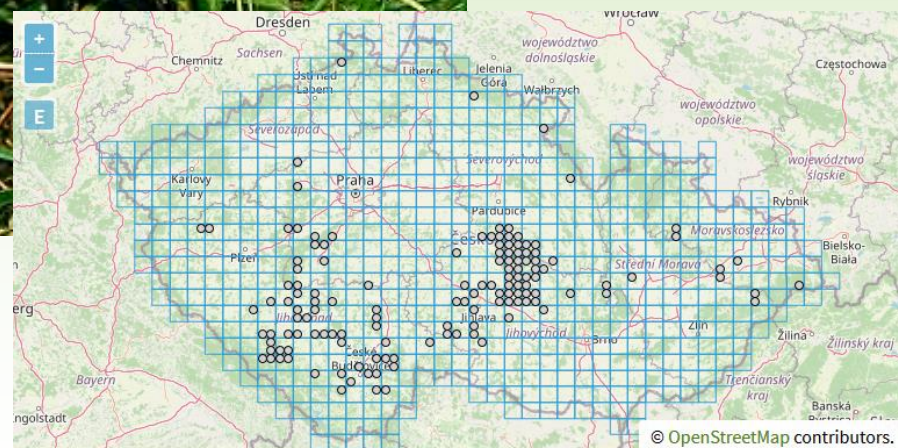 Dresden
Wrocław
+
Sachsen
województwo
dolnośląskie
Chemnitz
Częstochowa
−
Ústí nad
Labem
Liberec
Jelenia
Góra
Wałbrzych
E
województwo
opolskie
Severozápad
Severovýchod
województwo
śląskie
Karlovy
Vary
Praha
Rybnik
Pardubice
Moravskoslezsko
Česko
Bielsko-
Biała
Plzeň
Střední Morava
erg
Jihozápad
Jihlava
Jihovýchod
Brno
Zlín
Žilina
Žilinský kraj
České
Budějovice
Bayern
Trenčianský
kraj
ngolstadt
Banská
© OpenStreetMap contributors.